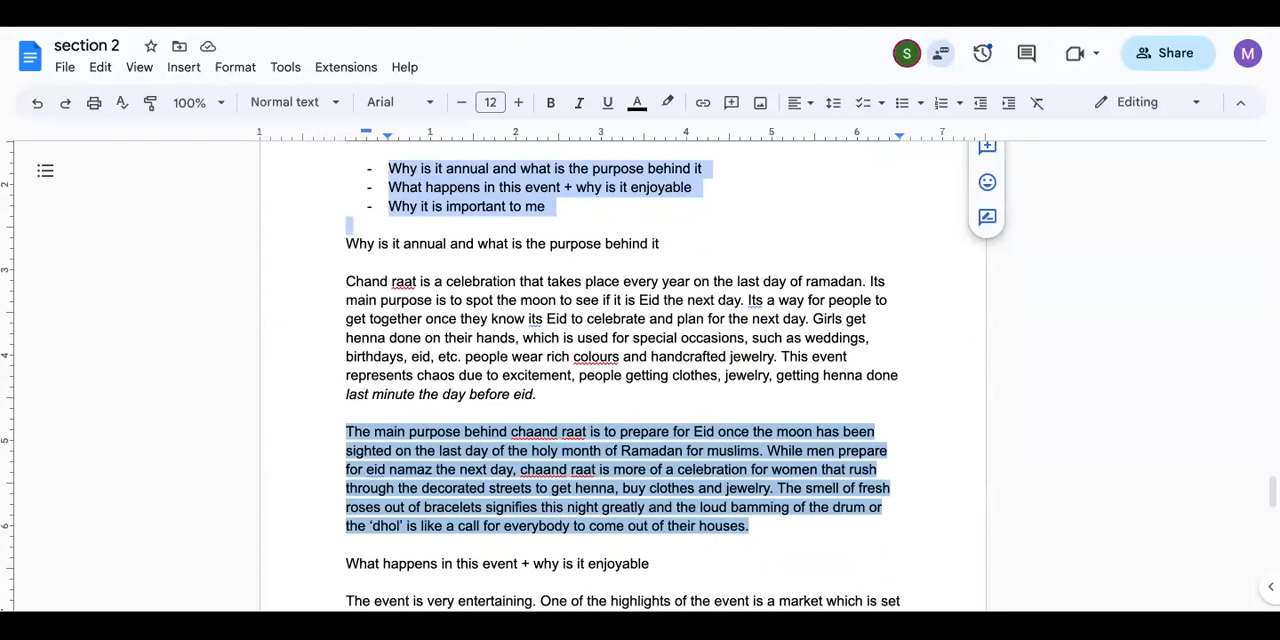 section 2
S
Share
M
File Edit View Insert Format Tools Extensions Help
100% Normal text Arial − 12 + B I U A Editing
1 1 2 3 4 5 6 7
2
3
4
5
6
- Why is it annual and what is the purpose behind it
- What happens in this event + why is it enjoyable
- Why it is important to me
Why is it annual and what is the purpose behind it
Chand raat is a celebration that takes place every year on the last day of ramadan. Its
main purpose is to spot the moon to see if it is Eid the next day. Its a way for people to
get together once they know its Eid to celebrate and plan for the next day. Girls get
henna done on their hands, which is used for special occasions, such as weddings,
birthdays, eid, etc. people wear rich colours and handcrafted jewelry. This event
represents chaos due to excitement, people getting clothes, jewelry, getting henna done
last minute the day before eid.
The main purpose behind chaand raat is to prepare for Eid once the moon has been
sighted on the last day of the holy month of Ramadan for muslims. While men prepare
for eid namaz the next day, chaand raat is more of a celebration for women that rush
through the decorated streets to get henna, buy clothes and jewelry. The smell of fresh
roses out of bracelets signifies this night greatly and the loud bamming of the drum or
the ‘dhol’ is like a call for everybody to come out of their houses.
What happens in this event + why is it enjoyable
The event is very entertaining. One of the highlights of the event is a market which is set